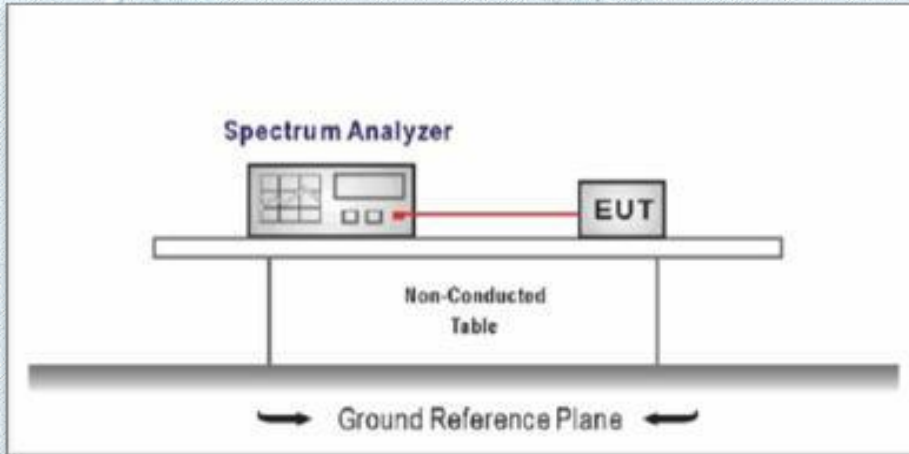 Spectrum Analyzer
EUT
Non-Conducted
Table
Ground Reference Plane